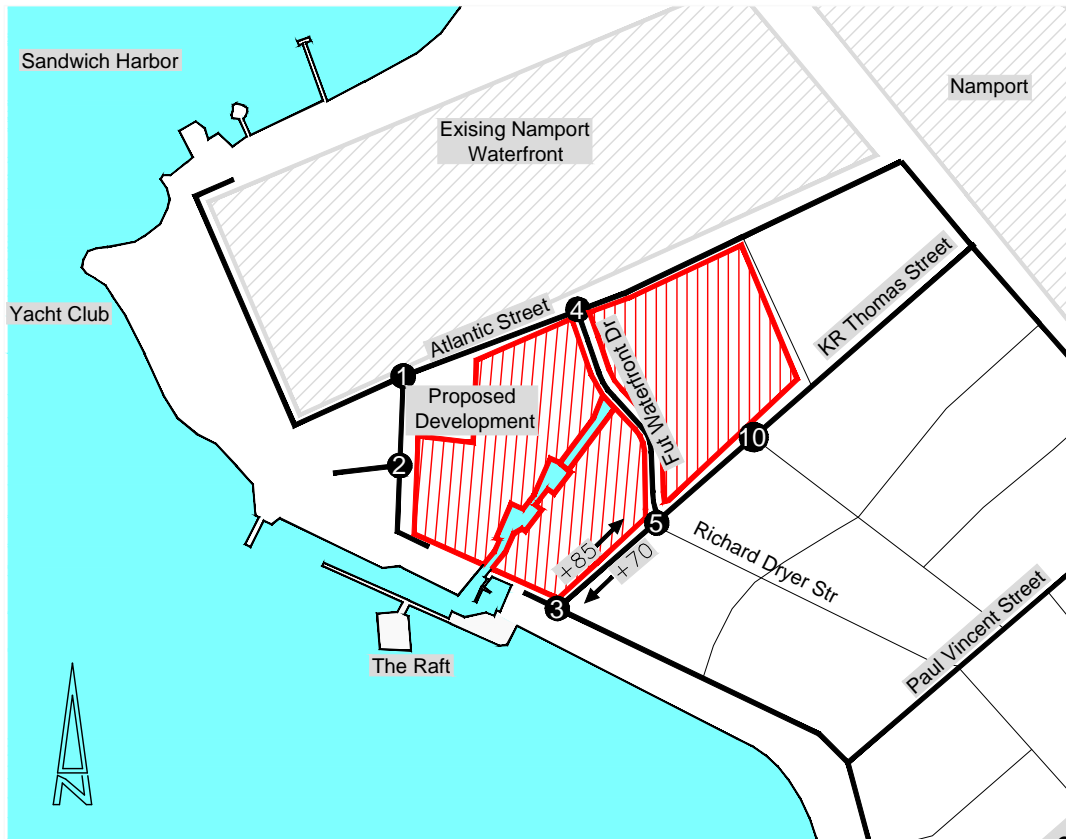 Sandwich Harbor
Namport
Exising Namport
Waterfront
KR Thomas Street
Yacht Club
Atlantic Street
4
Fut Waterfront Dr
1
Proposed
Development
10
2
5
+85
+70
Richard Dryer Str
3
Paul Vincent Street
The Raft
N